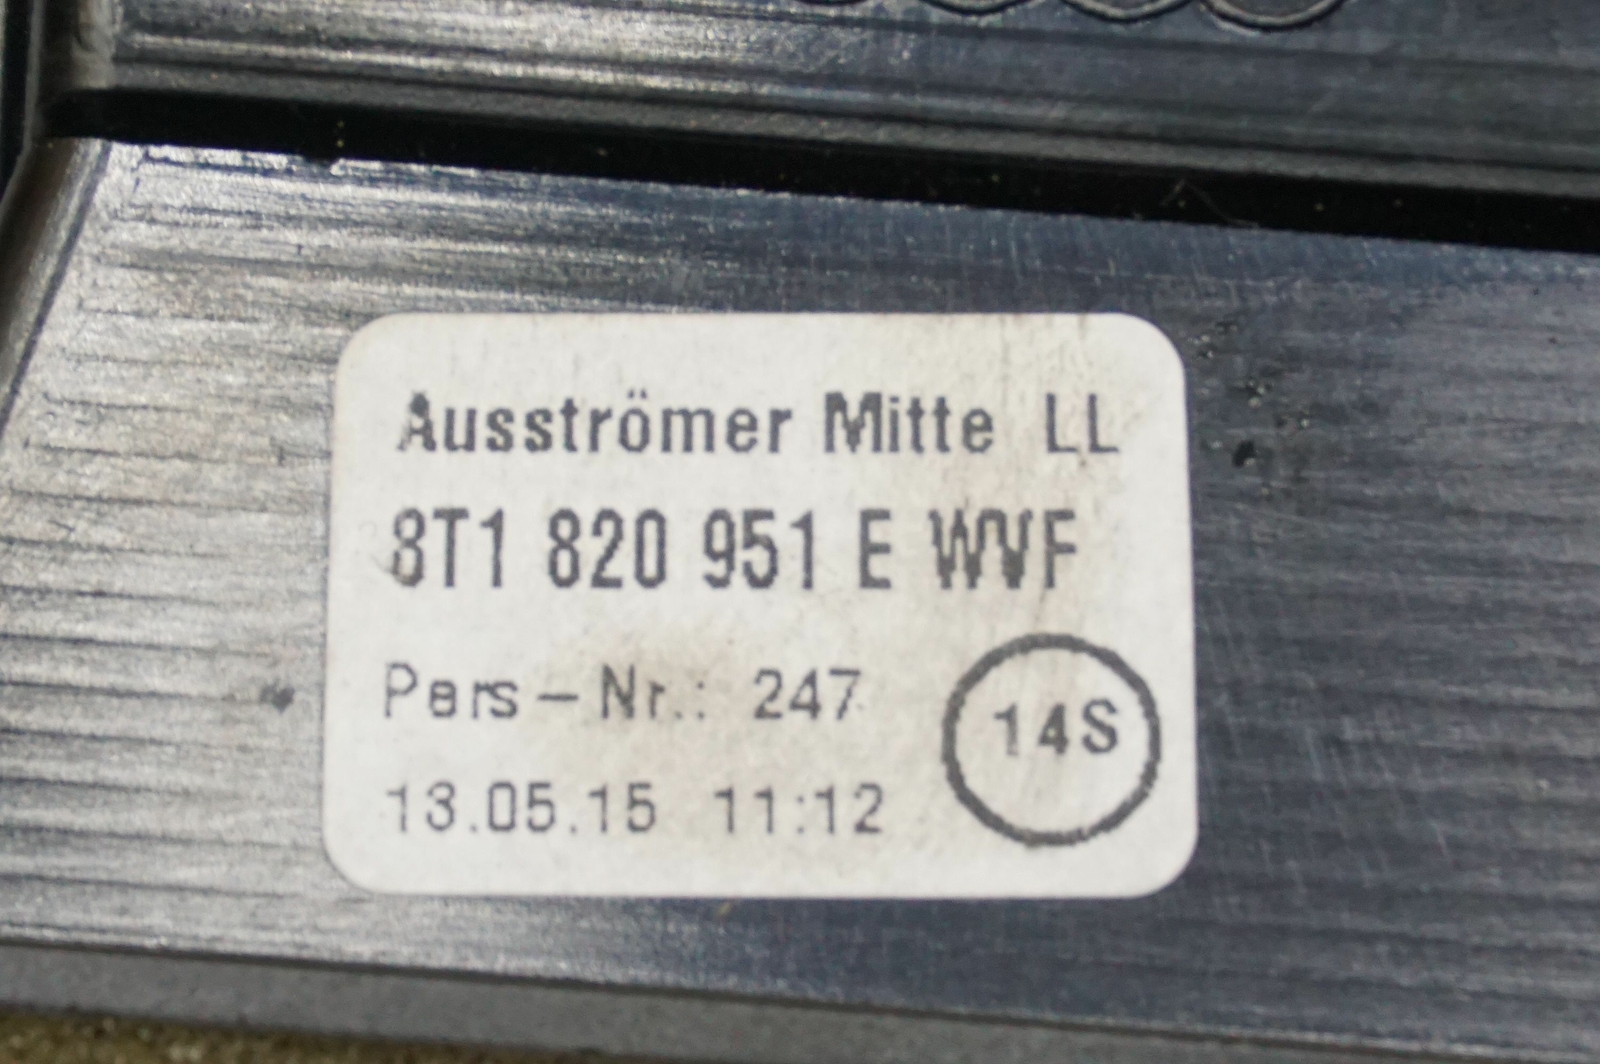 Ausströmer Mitte LL
8T1 820 951 E WVF
Pers-Nr.: 247
14S
13.05.15 11:12